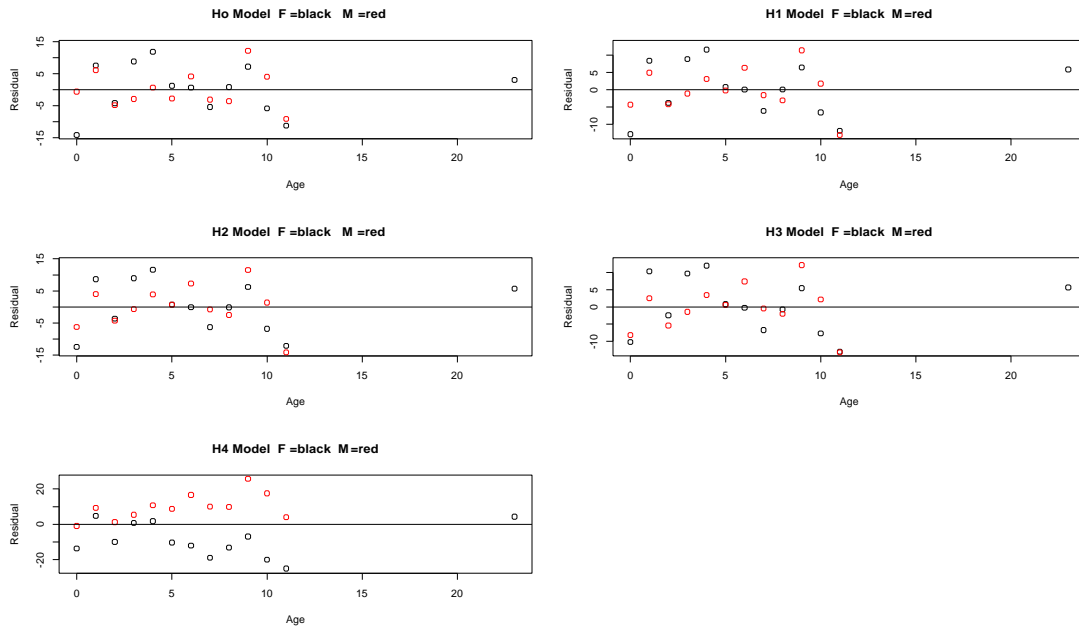 Ho Model F =black M =red
Residual
15
5
-5
-15
0
5
10
15
20
Age
H1 Model F =black M=red
Residual
5
0
-10
0
5
10
15
20
Age
H2 Model F =black M =red
Residual
15
5
-5
-15
0
5
10
15
20
Age
H3 Model F =black M=red
Residual
5
0
-10
0
5
10
15
20
Age
H4 Model F =black M=red
Residual
20
0
-20
0
5
10
15
20
Age